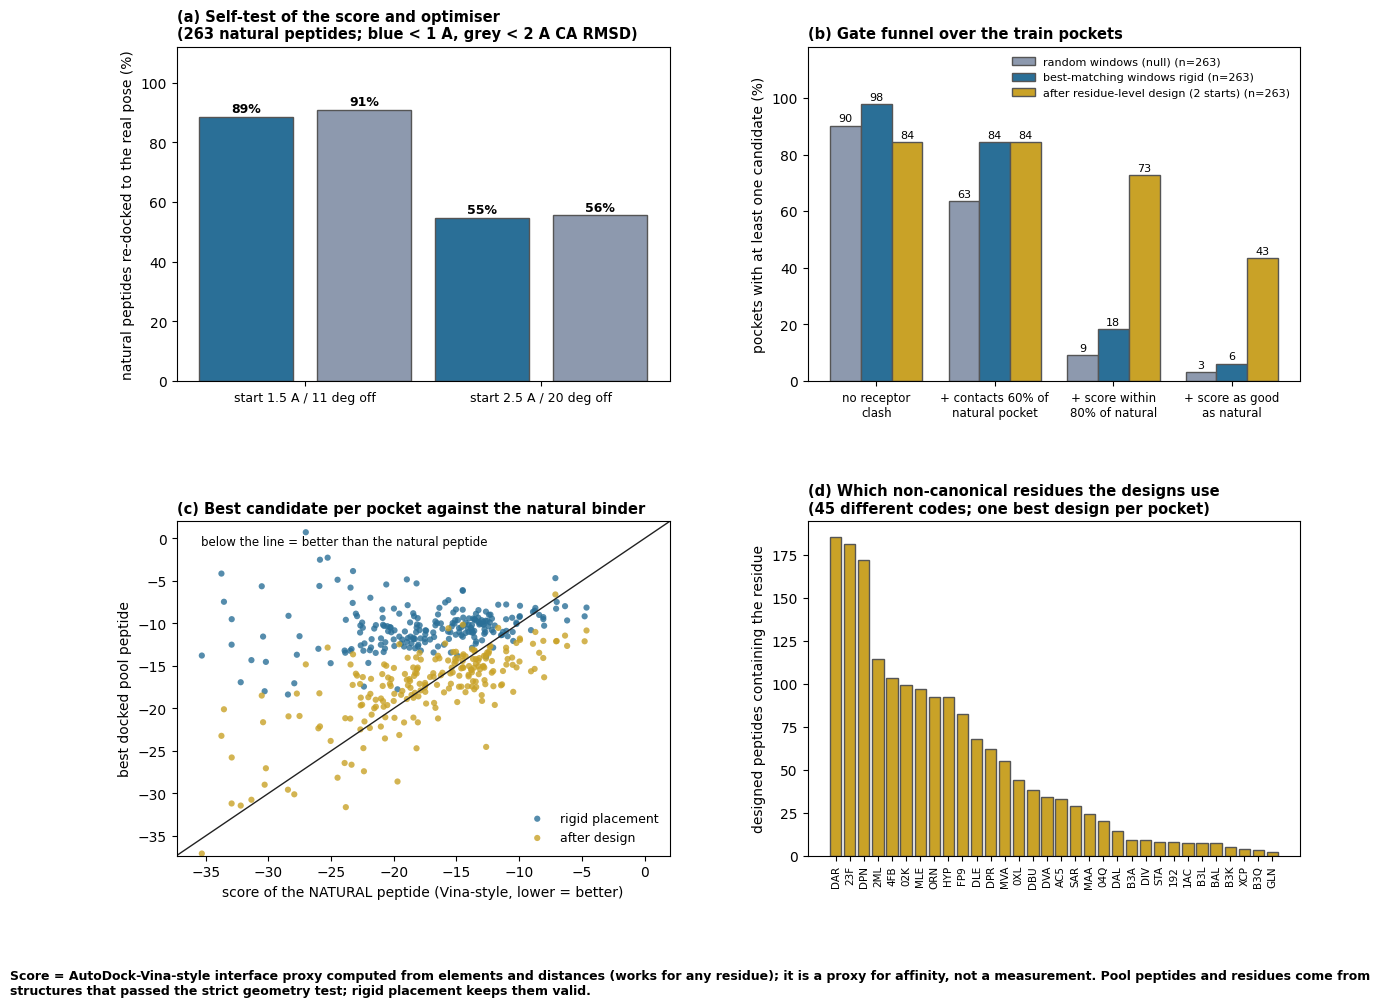 (a) Self-test of the score and optimiser
(263 natural peptides; blue < 1 A, grey < 2 A CA RMSD)
natural peptides re-docked to the real pose (%)
100
80
60
40
20
0
89%
91%
55%
56%
start 1.5 A / 11 deg off
start 2.5 A / 20 deg off
(b) Gate funnel over the train pockets
pockets with at least one candidate (%)
100
80
60
40
20
0
random windows (null) (n=263)
best-matching windows rigid (n=263)
after residue-level design (2 starts) (n=263)
90
98
84
63
84
84
9
18
73
3
6
43
no receptor
clash
+ contacts 60% of
natural pocket
+ score within
80% of natural
+ score as good
as natural
(c) Best candidate per pocket against the natural binder
below the line = better than the natural peptide
best docked pool peptide
0
−5
−10
−15
−20
−25
−30
−35
rigid placement
after design
−35
−30
−25
−20
−15
−10
−5
0
score of the NATURAL peptide (Vina-style, lower = better)
(d) Which non-canonical residues the designs use
(45 different codes; one best design per pocket)
designed peptides containing the residue
175
150
125
100
75
50
25
0
DAR
23F
DPN
2ML
4FB
02K
MLE
ORN
HYP
FP9
DLE
DPR
MVA
0XL
DBU
DVA
AC5
SAR
MAA
04Q
DAL
B3A
DIV
STA
192
1AC
B3L
BAL
B3K
XCP
B3Q
GLN
Score = AutoDock-Vina-style interface proxy computed from elements and distances (works for any residue); it is a proxy for affinity, not a measurement. Pool peptides and residues come from
structures that passed the strict geometry test; rigid placement keeps them valid.